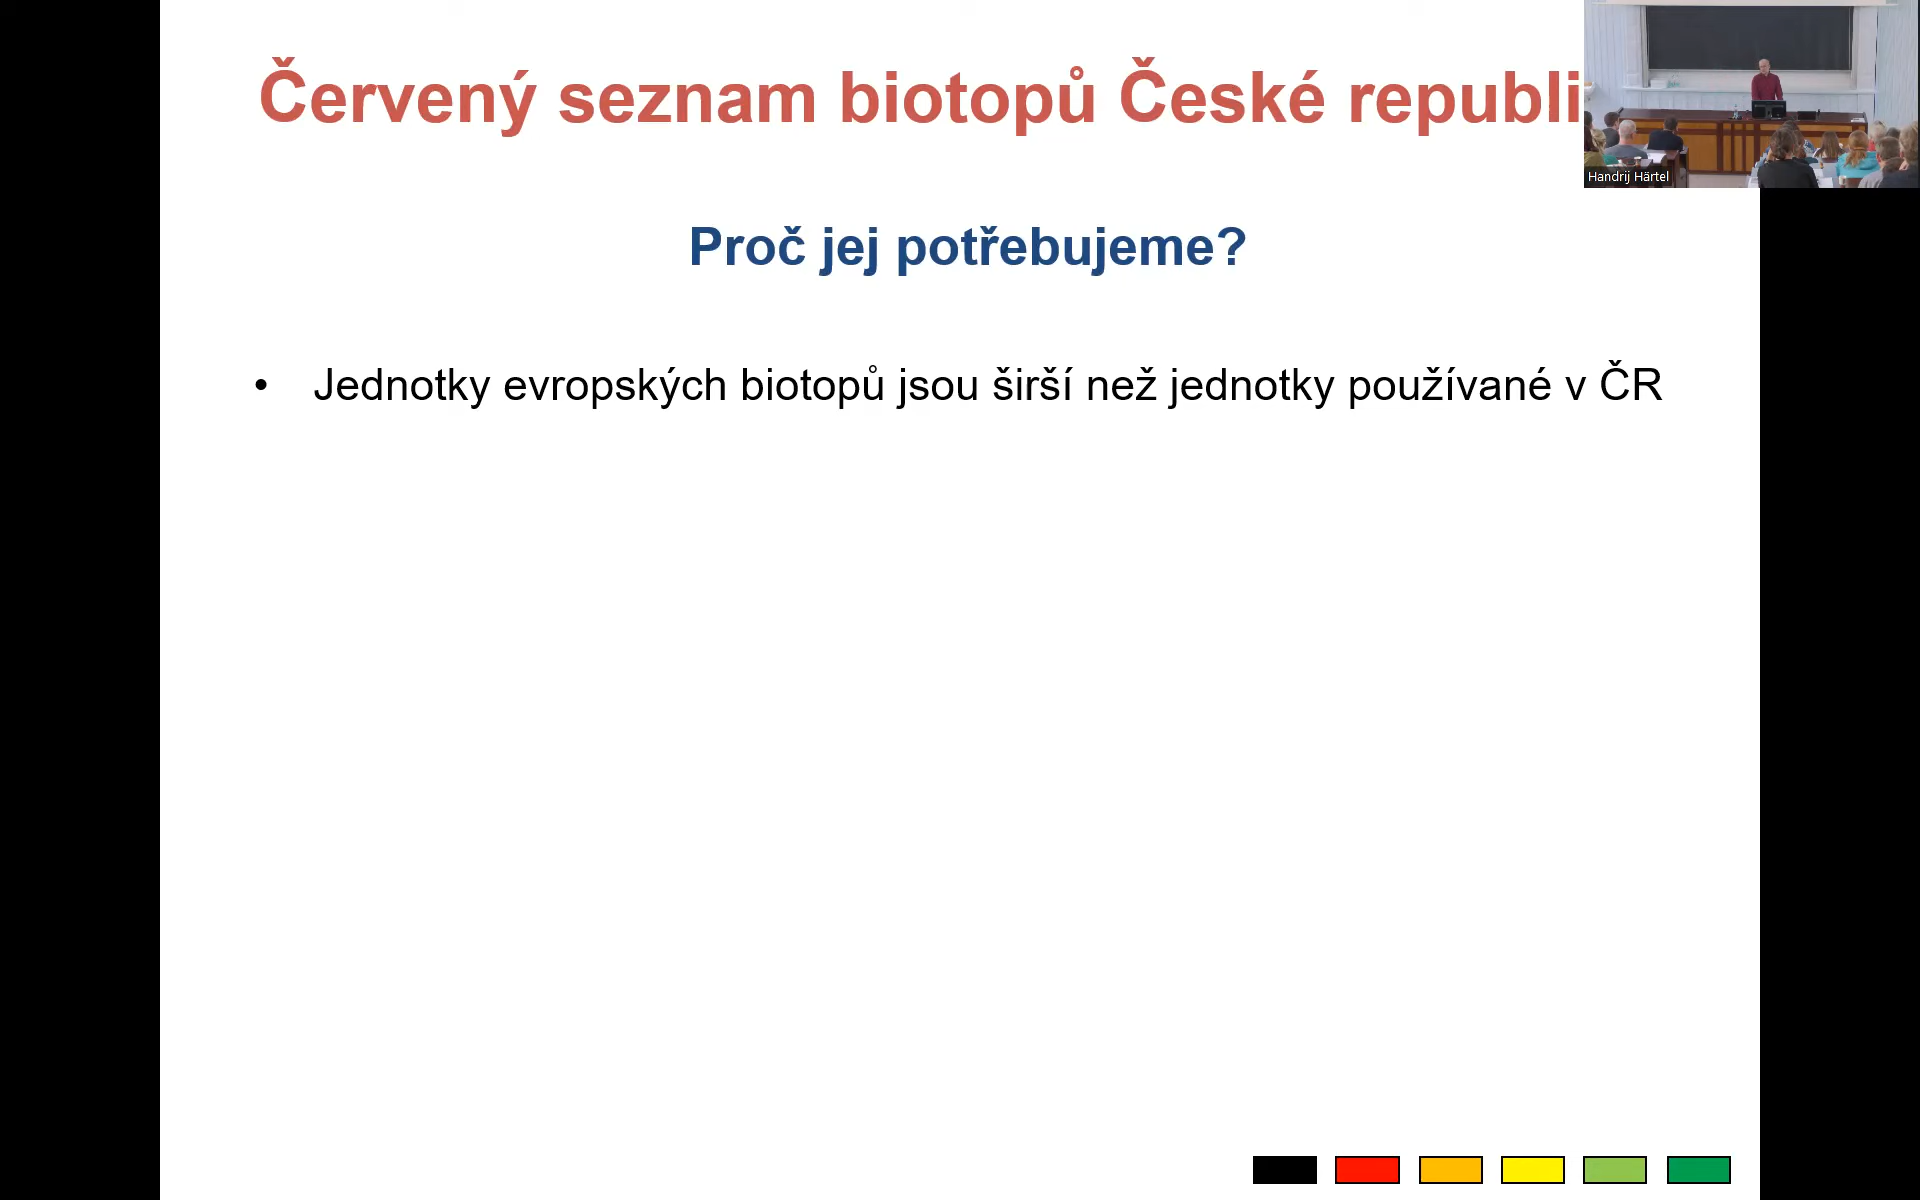 Červený seznam biotopů České republi
Handrij Härtel
Proč jej potřebujeme?
• Jednotky evropských biotopů jsou širší než jednotky používané v ČR